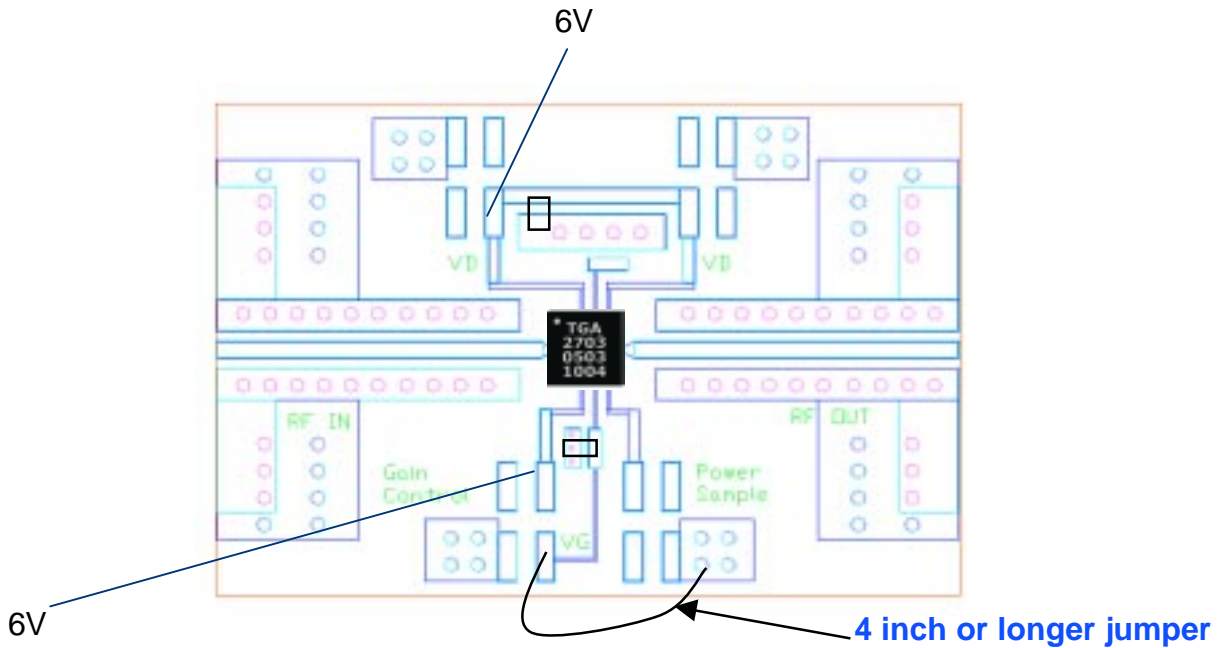 6V
VD
VD
TGA
2703
0503
1004
RF IN
RF OUT
Gain
Control
Power
Sample
VG
6V
4 inch or longer jumper